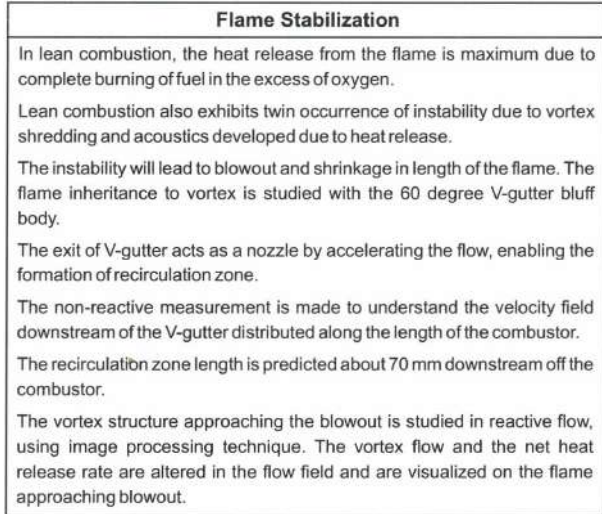 Flame Stabilization
In lean combustion, the heat release from the flame is maximum due to
complete burning of fuel in the excess of oxygen.
Lean combustion also exhibits twin occurrence of instability due to vortex
shredding and acoustics developed due to heat release.
The instability will lead to blowout and shrinkage in length of the flame. The
flame inheritance to vortex is studied with the 60 degree V-gutter bluff
body.
The exit of V-gutter acts as a nozzle by accelerating the flow, enabling the
formation of recirculation zone.
The non-reactive measurement is made to understand the velocity field
downstream of the V-gutter distributed along the length of the combustor.
The recirculation zone length is predicted about 70 mm downstream off the
combustor.
The vortex structure approaching the blowout is studied in reactive flow,
using image processing technique. The vortex flow and the net heat
release rate are altered in the flow field and are visualized on the flame
approaching blowout.